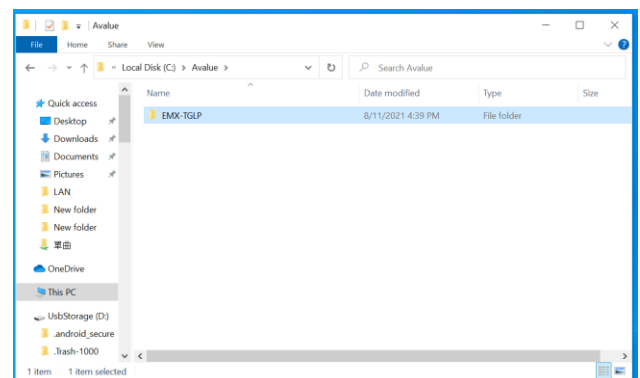 Avalue
File Home Share View
Local Disk (C:) > Avalue >
Search Avalue
Name Date modified Type Size
Quick access
EMX-TGLP 8/11/2021 4:39 PM File folder
Desktop
Downloads
Documents
Pictures
LAN
New folder
New folder
單曲
OneDrive
This PC
UsbStorage (D:)
.android_secure
.Trash-1000
1 item 1 item selected